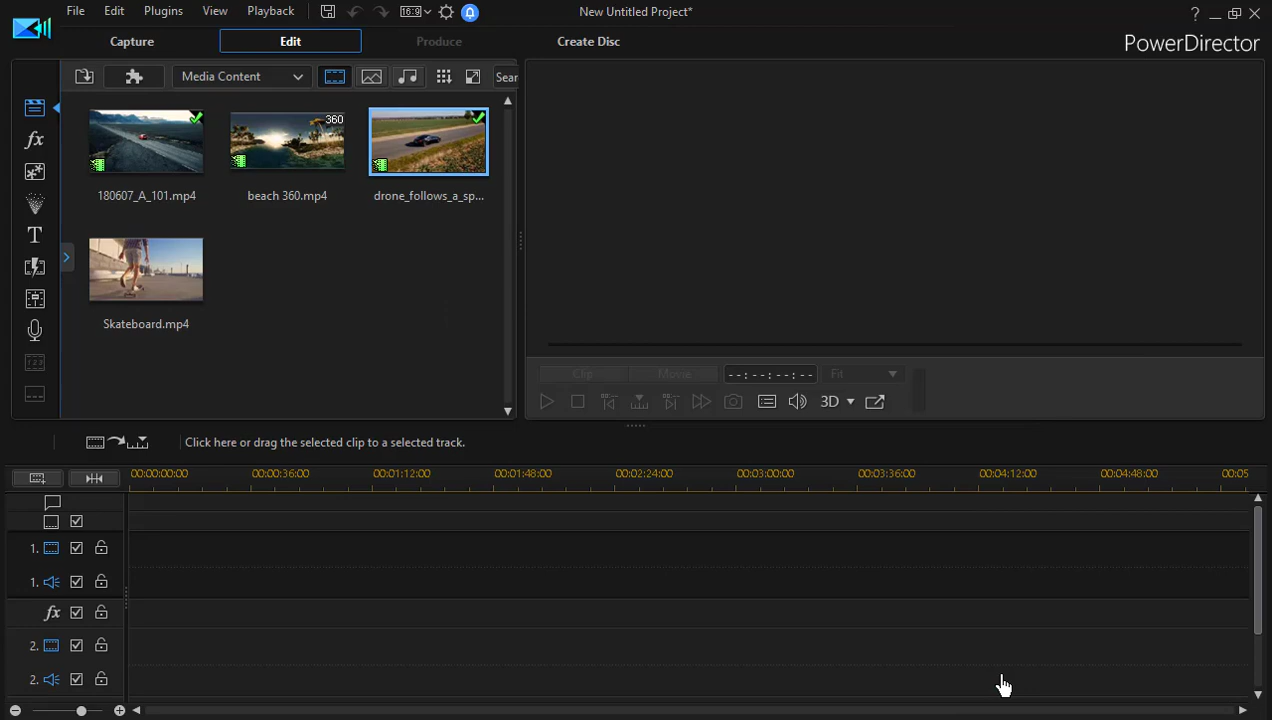 File Edit Plugins View Playback 16:9 New Untitled Project* ?
Capture Edit Produce Create Disc PowerDirector
Media Content Sear
360
180607_A_101.mp4 beach 360.mp4 drone_follows_a_sp...
fx
T
Skateboard.mp4
Clip Movie --:--:--:-- Fit
3D
Click here or drag the selected clip to a selected track.
00:00:00:00 00:00:36:00 00:01:12:00 00:01:48:00 00:02:24:00 00:03:00:00 00:03:36:00 00:04:12:00 00:04:48:00 00:05
1.
1.
fx
2.
2.